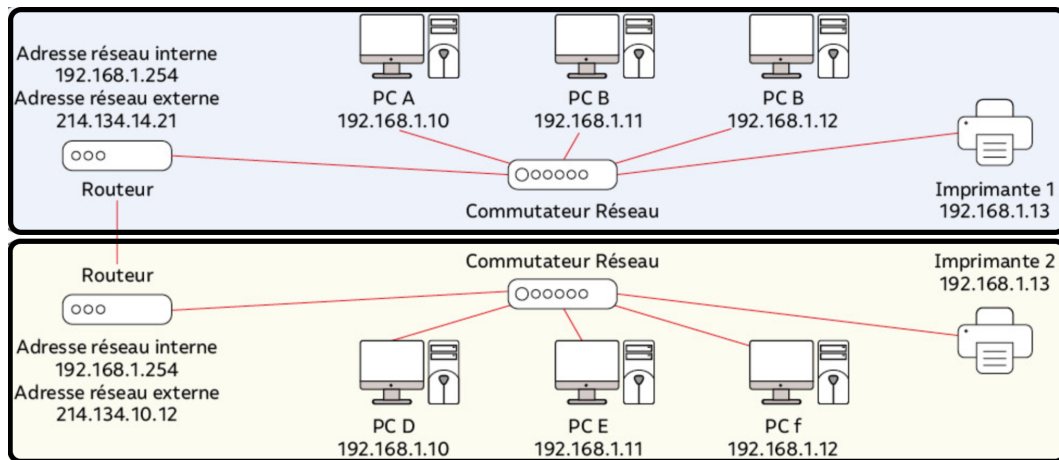 Adresse réseau interne
192.168.1.254
Adresse réseau externe
214.134.14.21
Routeur
PC A
192.168.1.10
PC B
192.168.1.11
PC B
192.168.1.12
Commutateur Réseau
Imprimante 1
192.168.1.13
Routeur
Adresse réseau interne
192.168.1.254
Adresse réseau externe
214.134.10.12
Commutateur Réseau
Imprimante 2
192.168.1.13
PC D
192.168.1.10
PC E
192.168.1.11
PC f
192.168.1.12